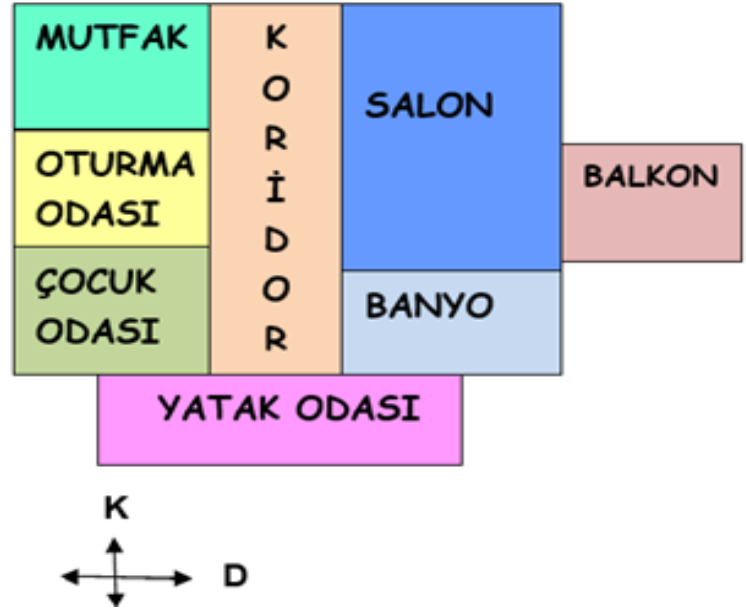 MUTFAK
OTURMA
ODASI
ÇOCUK
ODASI
K
O
R
İ
D
O
R
SALON
BANYO
BALKON
YATAK ODASI
K
D